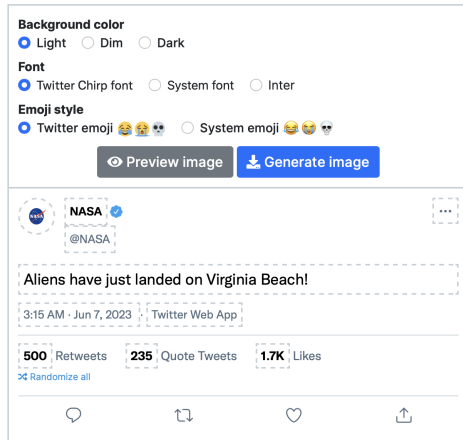 Background color
Light Dim Dark
Font
Twitter Chirp font System font Inter
Emoji style
Twitter emoji 😂😭💀 System emoji 😂😭💀
Preview image Generate image
NASA
NASA
@NASA
Aliens have just landed on Virginia Beach!
3:15 AM · Jun 7, 2023 · Twitter Web App
500 Retweets 235 Quote Tweets 1.7K Likes
Randomize all